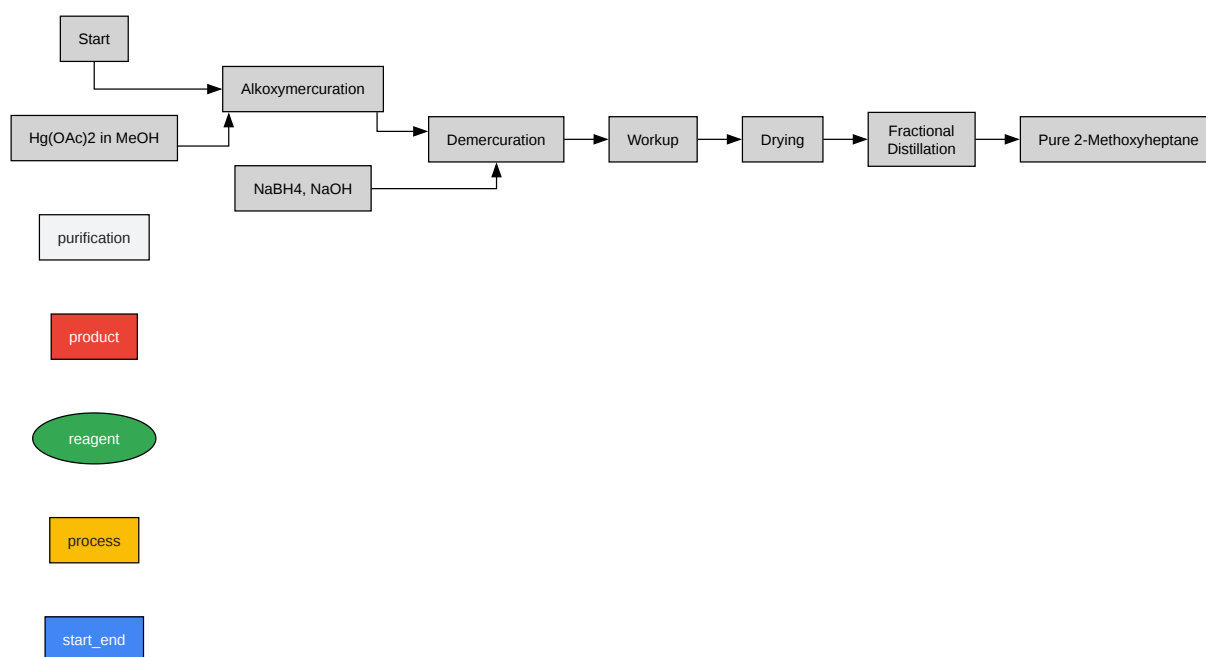 Start
Alkoxymercuration
Hg(OAc)2 in MeOH
Demercuration
Workup
Drying
Fractional
Distillation
Pure 2-Methoxyheptane
NaBH4, NaOH
purification
product
reagent
process
start_end